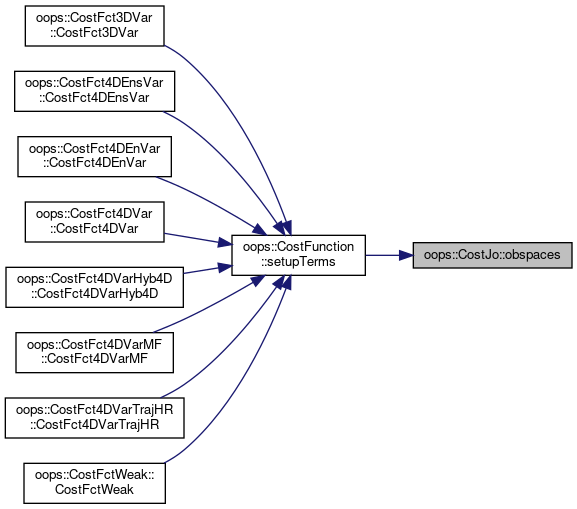 oops::CostFct3DVar
::CostFct3DVar
oops::CostFct4DEnsVar
::CostFct4DEnsVar
oops::CostFct4DEnVar
::CostFct4DEnVar
oops::CostFct4DVar
::CostFct4DVar
oops::CostFunction
::setupTerms
oops::CostJo::obspaces
oops::CostFct4DVarHyb4D
::CostFct4DVarHyb4D
oops::CostFct4DVarMF
::CostFct4DVarMF
oops::CostFct4DVarTrajHR
::CostFct4DVarTrajHR
oops::CostFctWeak::
CostFctWeak